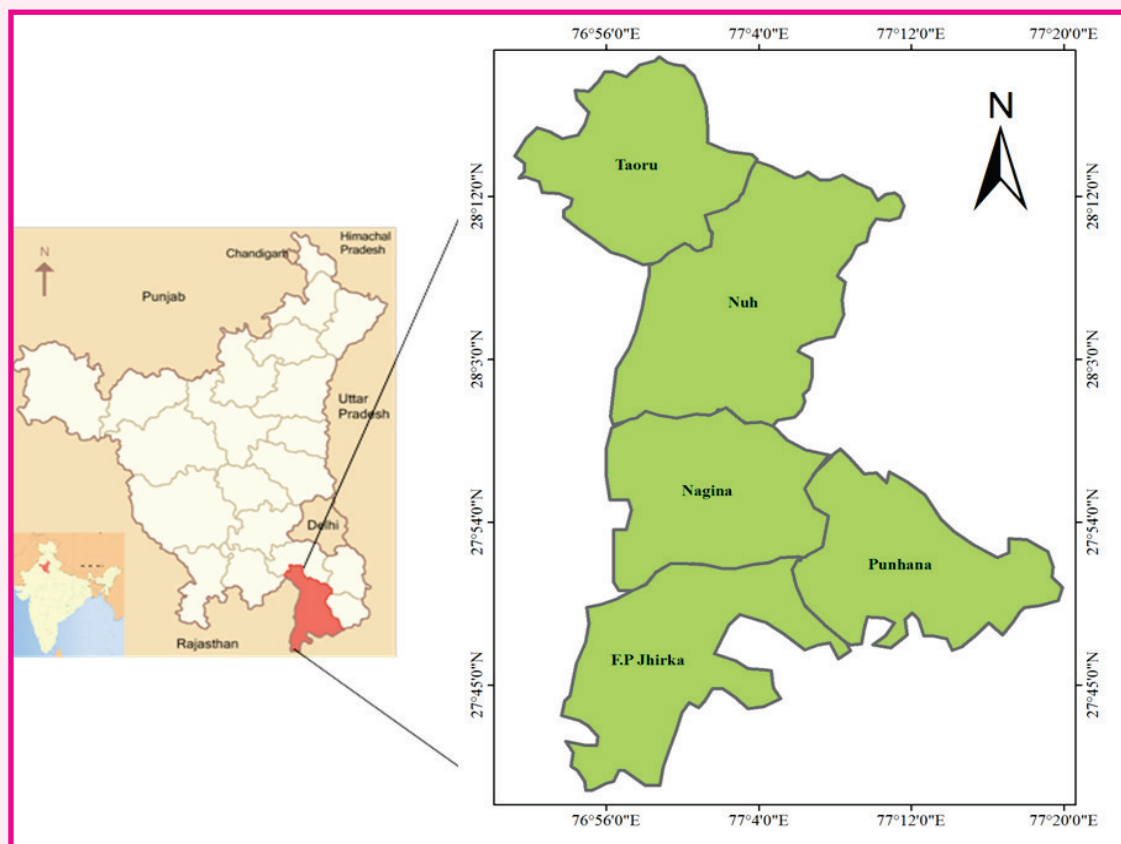 76°56'0"E 77°4'0"E 77°12'0"E 77°20'0"E
N
Taoru
28°12'0"N 28°12'0"N
Himachal
Pradesh
Chandigarh
N
Punjab
Nuh
28°3'0"N 28°3'0"N
Uttar
Pradesh
Nagina
Delhi
27°54'0"N 27°54'0"N
Punhana
Rajasthan
F.P Jhirka
27°45'0"N 27°45'0"N
76°56'0"E 77°4'0"E 77°12'0"E 77°20'0"E